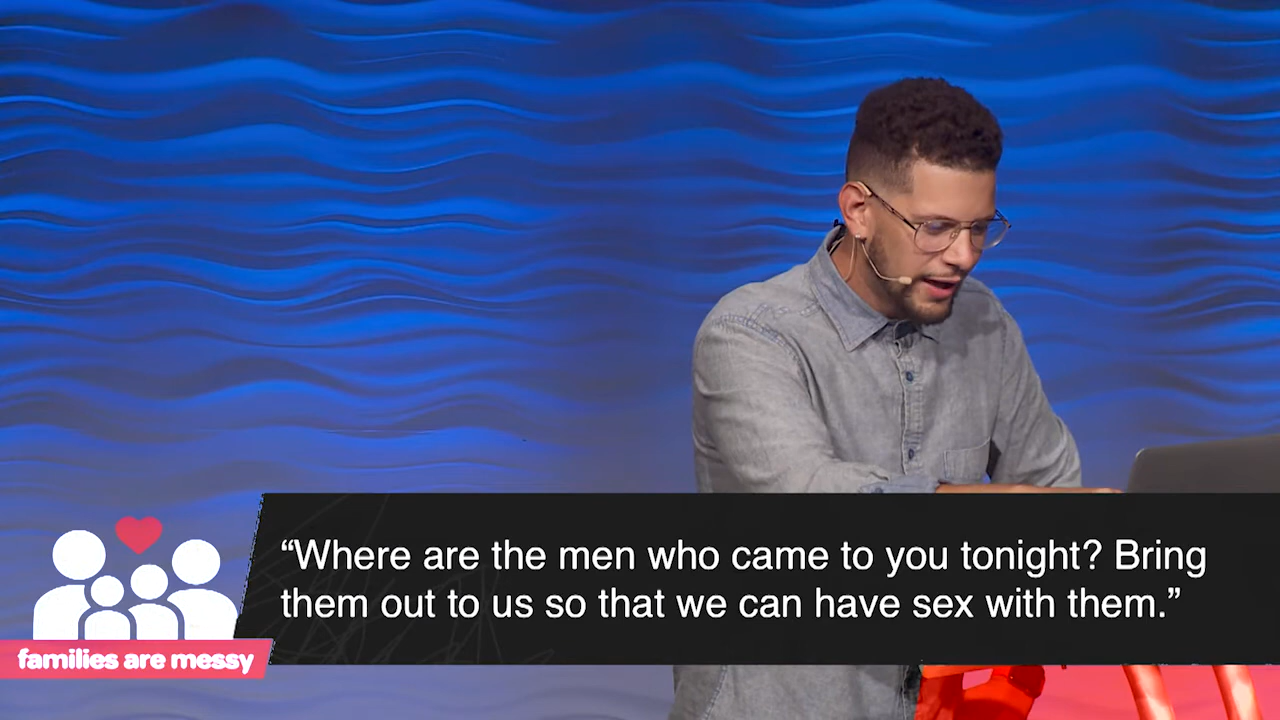 “Where are the men who came to you tonight? Bring
them out to us so that we can have sex with them.”
families are messy